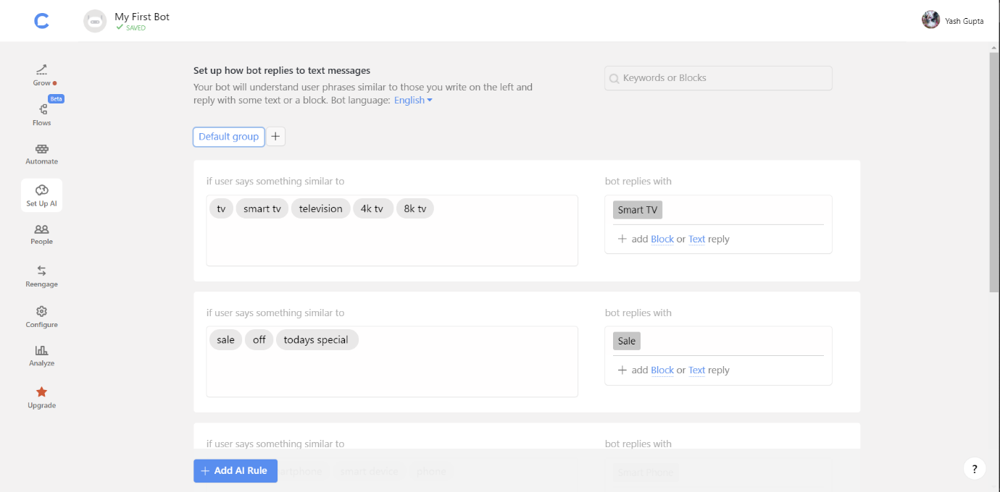 My First Bot
SAVED
Yash Gupta
Grow
Beta
Flows
Automate
Set Up AI
People
Reengage
Configure
Analyze
Upgrade
Set up how bot replies to text messages
Your bot will understand user phrases similar to those you write on the left and
reply with some text or a block. Bot language: English
Keywords or Blocks
Default group +
if user says something similar to
tv smart tv television 4k tv 8k tv
bot replies with
Smart TV
+ add Block or Text reply
if user says something similar to
sale off todays special
bot replies with
Sale
+ add Block or Text reply
if user says something similar to
smart device phone
bot replies with
Smart Phone
+ Add AI Rule
?